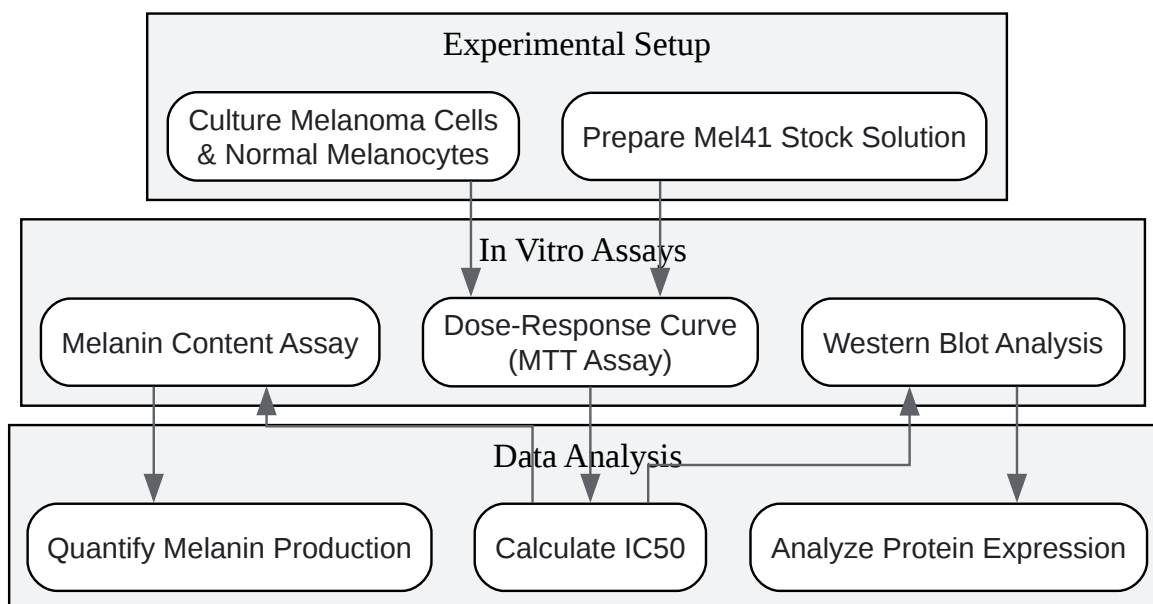 Experimental Setup
Culture Melanoma Cells
& Normal Melanocytes
Prepare Mel41 Stock Solution
In Vitro Assays
Melanin Content Assay
Dose-Response Curve
(MTT Assay)
Western Blot Analysis
Data Analysis
Quantify Melanin Production
Calculate IC50
Analyze Protein Expression